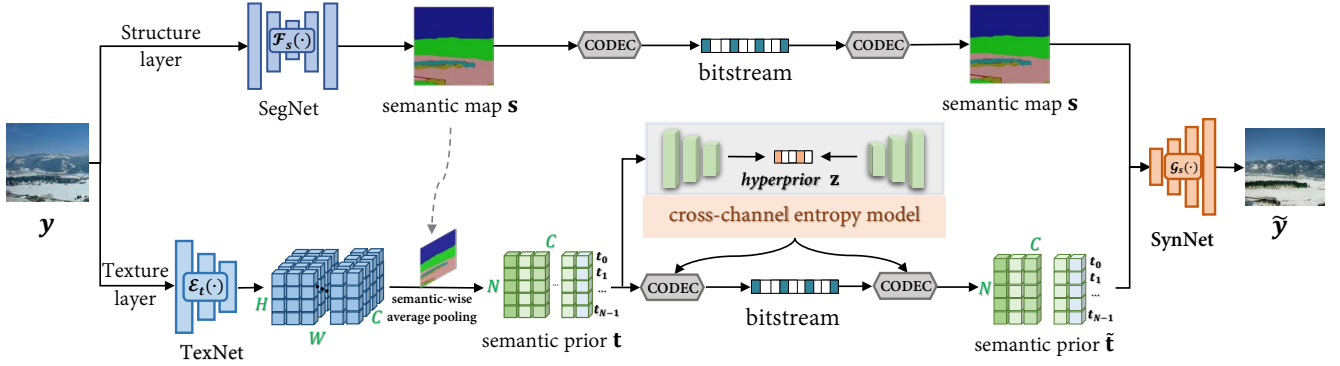 Structure
layer
𝓕ₛ(·)
SegNet
semantic map s
CODEC
bitstream
CODEC
semantic map s
y
hyperprior z
cross-channel entropy model
𝒢ₛ(·)
SynNet
ỹ
Texture
layer
ℰₜ(·)
TexNet
H
W
C
semantic-wise
average pooling
N
C
...
t₀
t₁
...
t_{N-1}
semantic prior t
CODEC
bitstream
CODEC
N
C
...
t₀
t₁
...
t_{N-1}
semantic prior t̃